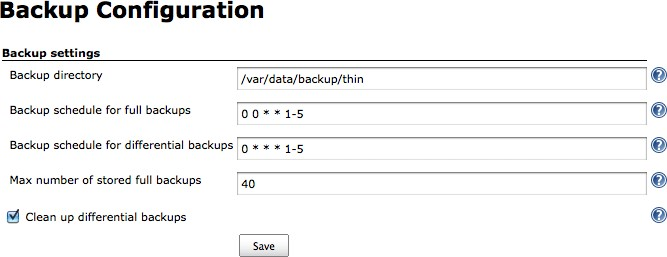 Backup Configuration
Backup settings
Backup directory /var/data/backup/thin ?
Backup schedule for full backups 0 0 * * 1-5 ?
Backup schedule for differential backups 0 * * * 1-5 ?
Max number of stored full backups 40 ?
Clean up differential backups ?
Save